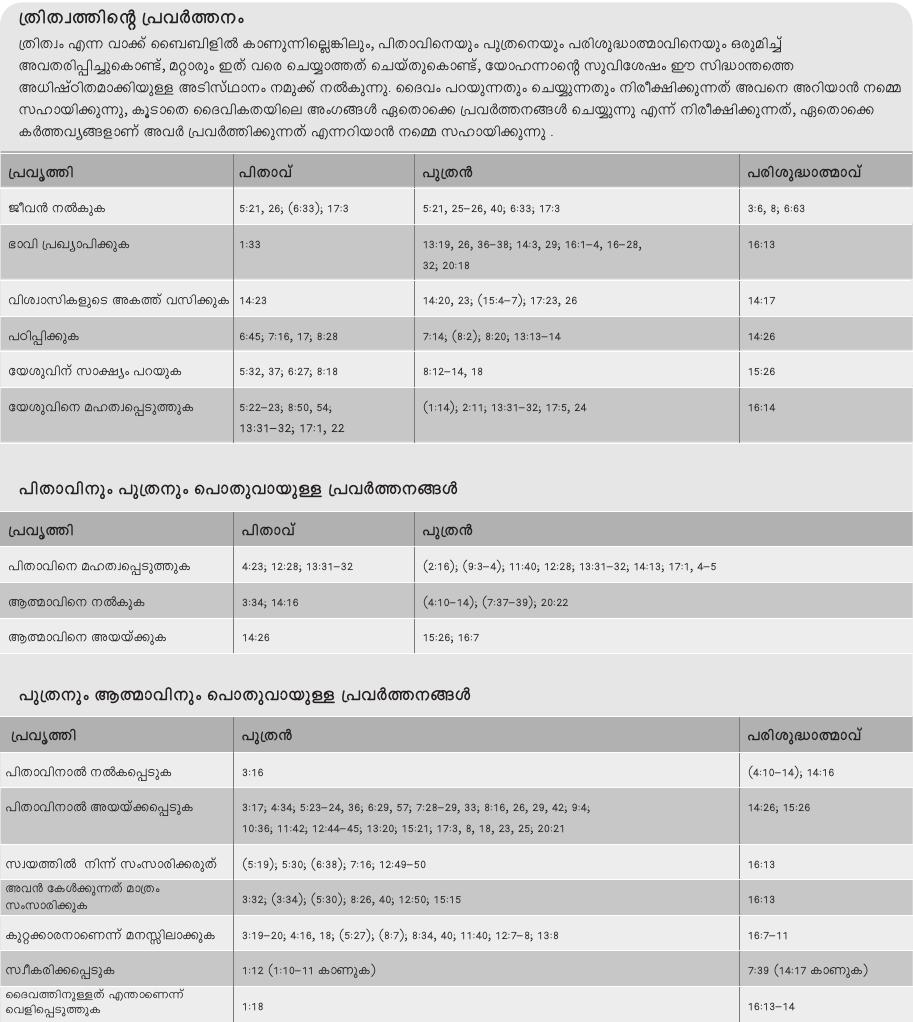 ത്രിത്വത്തിന്റെ പ്രവർത്തനം
ത്രിത്വം എന്ന വാക്ക് ബൈബിളിൽ കാണുന്നില്ലെങ്കിലും, പിതാവിനെയും പുത്രനെയും പരിശുദ്ധാത്മാവിനെയും ഒരുമിച്ച്
അവതരിപ്പിച്ചുകൊണ്ട്, മറ്റാരും ഇത് വരെ ചെയ്യാത്തത് ചെയ്തുകൊണ്ട്, യോഹന്നാന്റെ സുവിശേഷം ഈ സിദ്ധാന്തത്തെ
അധിഷ്ഠിതമാക്കിയുള്ള അടിസ്ഥാനം നമുക്ക് നൽകുന്നു. ദൈവം പറയുന്നതും ചെയ്യുന്നതും നിരീക്ഷിക്കുന്നത് അവനെ അറിയാൻ നമ്മെ
സഹായിക്കുന്നു, കൂടാതെ ദൈവികതയിലെ അംഗങ്ങൾ ഏതൊക്കെ പ്രവർത്തനങ്ങൾ ചെയ്യുന്നു എന്ന് നിരീക്ഷിക്കുന്നത്, ഏതൊക്കെ
കർത്തവ്യങ്ങളാണ് അവർ പ്രവർത്തിക്കുന്നത് എന്നറിയാൻ നമ്മെ സഹായിക്കുന്നു .
പ്രവൃത്തി പിതാവ് പുത്രൻ പരിശുദ്ധാത്മാവ്
ജീവൻ നൽകുക 5:21, 26; (6:33); 17:3 5:21, 25–26, 40; 6:33; 17:3 3:6, 8; 6:63
ഭാവി പ്രഖ്യാപിക്കുക 1:33 13:19, 26, 36–38; 14:3, 29; 16:1–4, 16–28, 16:13
32; 20:18
വിശ്വാസികളുടെ അകത്ത് വസിക്കുക 14:23 14:20, 23; (15:4–7); 17:23, 26 14:17
പഠിപ്പിക്കുക 6:45; 7:16, 17; 8:28 7:14; (8:2); 8:20; 13:13–14 14:26
യേശുവിന് സാക്ഷ്യം പറയുക 5:32, 37; 6:27; 8:18 8:12–14, 18 15:26
യേശുവിനെ മഹത്വപ്പെടുത്തുക 5:22–23; 8:50, 54; (1:14); 2:11; 13:31–32; 17:5, 24 16:14
13:31–32; 17:1, 22
പിതാവിനും പുത്രനും പൊതുവായുള്ള പ്രവർത്തനങ്ങൾ
പ്രവൃത്തി പിതാവ് പുത്രൻ
പിതാവിനെ മഹത്വപ്പെടുത്തുക 4:23; 12:28; 13:31–32 (2:16); (9:3–4); 11:40; 12:28; 13:31–32; 14:13; 17:1, 4–5
ആത്മാവിനെ നൽകുക 3:34; 14:16 (4:10–14); (7:37–39); 20:22
ആത്മാവിനെ അയയ്ക്കുക 14:26 15:26; 16:7
പുത്രനും ആത്മാവിനും പൊതുവായുള്ള പ്രവർത്തനങ്ങൾ
പ്രവൃത്തി പുത്രൻ പരിശുദ്ധാത്മാവ്
പിതാവിനാൽ നൽകപ്പെടുക 3:16 (4:10–14); 14:16
പിതാവിനാൽ അയയ്ക്കപ്പെടുക 3:17; 4:34; 5:23–24, 36; 6:29, 57; 7:28–29, 33; 8:16, 26, 29, 42; 9:4; 14:26; 15:26
10:36; 11:42; 12:44–45; 13:20; 15:21; 17:3, 8, 18, 23, 25; 20:21
സ്വയത്തിൽ നിന്ന് സംസാരിക്കരുത് (5:19); 5:30; (6:38); 7:16; 12:49–50 16:13
അവൻ കേൾക്കുന്നത് മാത്രം
സംസാരിക്കുക 3:32; (3:34); (5:30); 8:26, 40; 12:50; 15:15 16:13
കുറ്റക്കാരനാണെന്ന് മനസ്സിലാക്കുക 3:19–20; 4:16, 18; (5:27); (8:7); 8:34, 40; 11:40; 12:7–8; 13:8 16:7–11
സ്വീകരിക്കപ്പെടുക 1:12 (1:10–11 കാണുക) 7:39 (14:17 കാണുക)
ദൈവത്തിനുള്ളത് എന്താണെന്ന്
വെളിപ്പെടുത്തുക 1:18 16:13–14